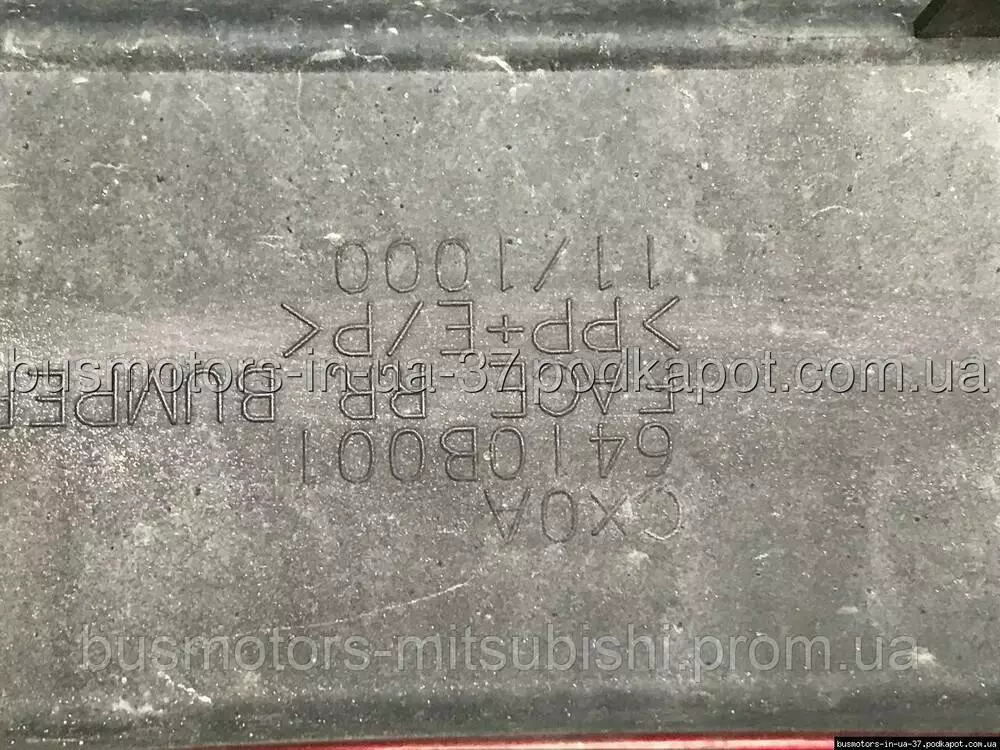 CX0A
6410B001
FACE, RR BUMPE
>PP+E/P<
11/1000
busmotors-in-ua-37.podkapot.com.ua
busmotors-mitsubishi.prom.ua
busmotors-in-ua-37.podkapot.com.ua